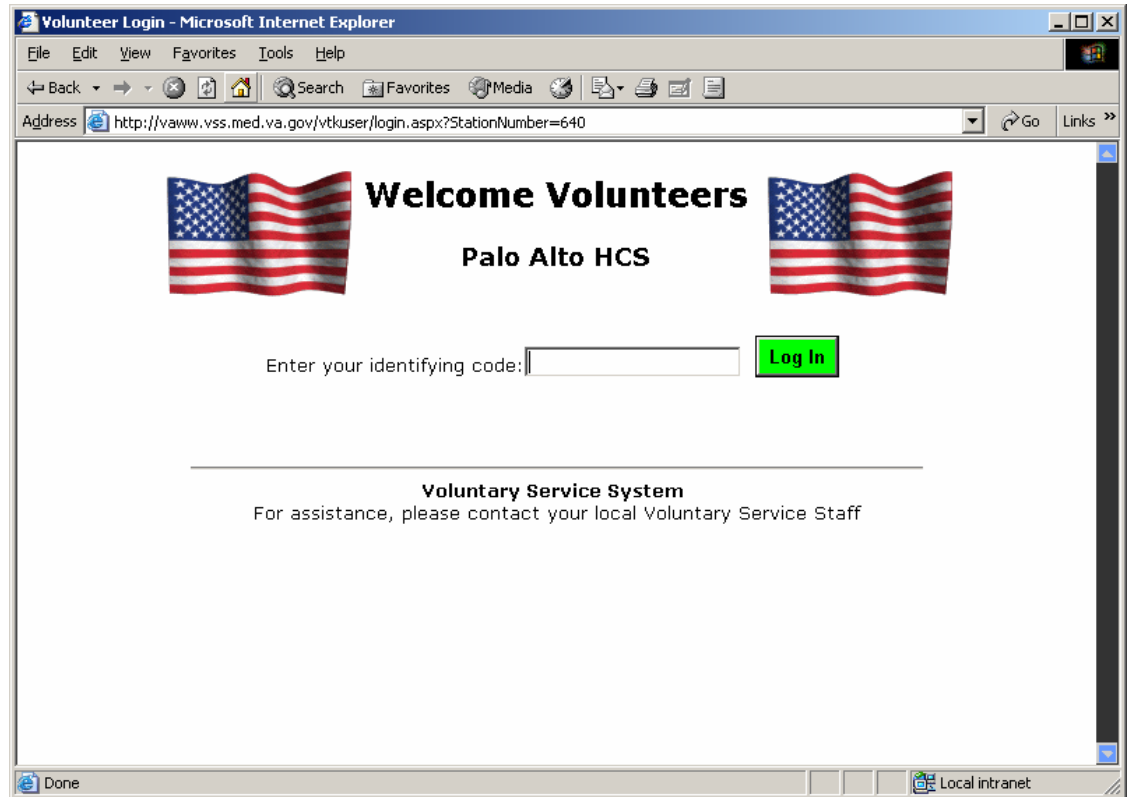 Volunteer Login - Microsoft Internet Explorer
File Edit View Favorites Tools Help
Back Search Favorites Media
Address http://vaww.vss.med.va.gov/vtkuser/login.aspx?StationNumber=640 Go Links »
Welcome Volunteers
Palo Alto HCS
Enter your identifying code: Log In
Voluntary Service System
For assistance, please contact your local Voluntary Service Staff
Done Local intranet